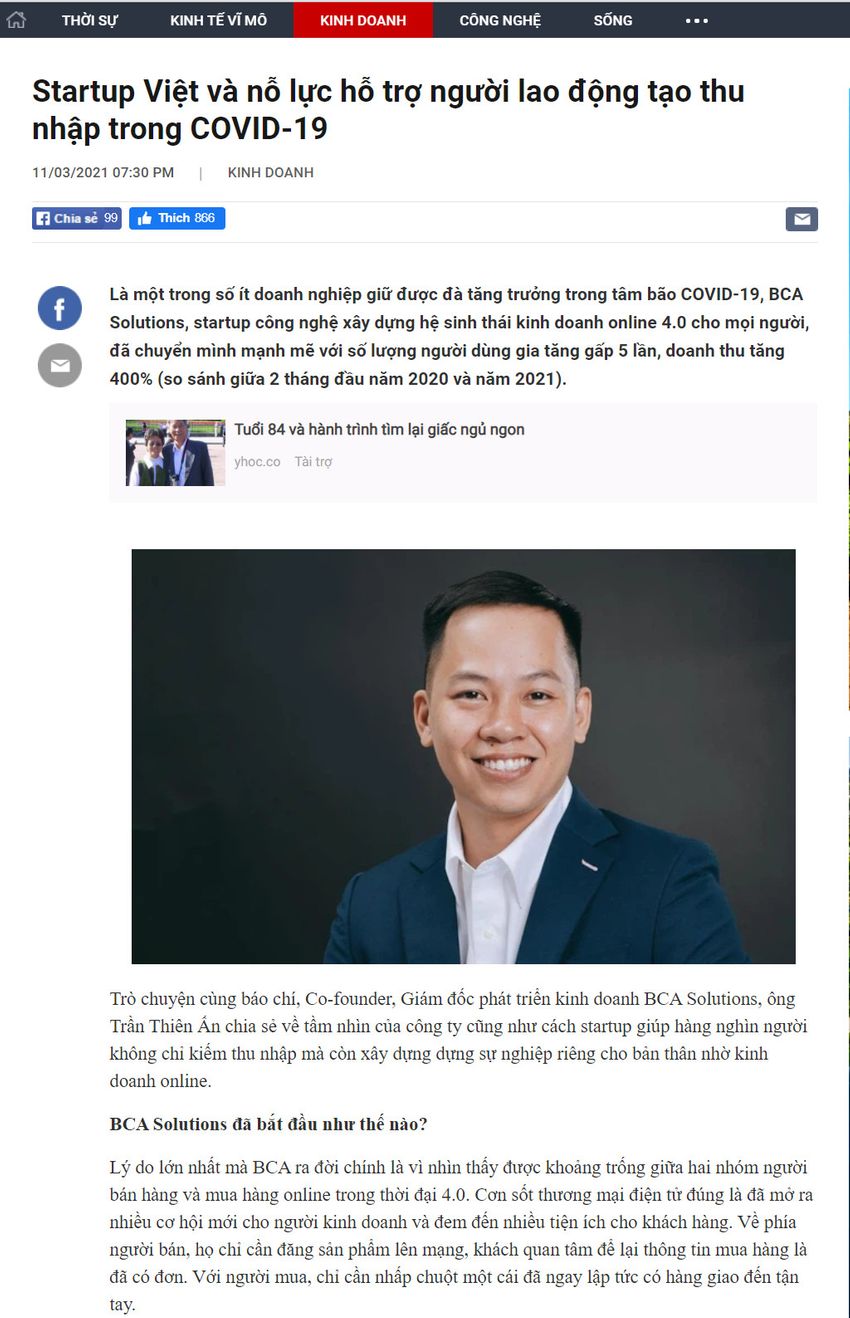 THỜI SỰ KINH TẾ VĨ MÔ KINH DOANH CÔNG NGHỆ SỐNG
Startup Việt và nỗ lực hỗ trợ người lao động tạo thu
nhập trong COVID-19
11/03/2021 07:30 PM | KINH DOANH
Chia sẻ 99 Thích 866
Là một trong số ít doanh nghiệp giữ được đà tăng trưởng trong tâm bão COVID-19, BCA
Solutions, startup công nghệ xây dựng hệ sinh thái kinh doanh online 4.0 cho mọi người,
đã chuyển mình mạnh mẽ với số lượng người dùng gia tăng gấp 5 lần, doanh thu tăng
400% (so sánh giữa 2 tháng đầu năm 2020 và năm 2021).
Tuổi 84 và hành trình tìm lại giấc ngủ ngon
yhoc.co Tài trợ
Trò chuyện cùng báo chí, Co-founder, Giám đốc phát triển kinh doanh BCA Solutions, ông
Trần Thiên Ấn chia sẻ về tầm nhìn của công ty cũng như cách startup giúp hàng nghìn người
không chỉ kiếm thu nhập mà còn xây dựng dựng sự nghiệp riêng cho bản thân nhờ kinh
doanh online.
BCA Solutions đã bắt đầu như thế nào?
Lý do lớn nhất mà BCA ra đời chính là vì nhìn thấy được khoảng trống giữa hai nhóm người
bán hàng và mua hàng online trong thời đại 4.0. Cơn sốt thương mại điện tử đúng là đã mở ra
nhiều cơ hội mới cho người kinh doanh và đem đến nhiều tiện ích cho khách hàng. Về phía
người bán, họ chỉ cần đăng sản phẩm lên mạng, khách quan tâm để lại thông tin mua hàng là
đã có đơn. Với người mua, chỉ cần nhấp chuột một cái đã ngay lập tức có hàng giao đến tận
tay.